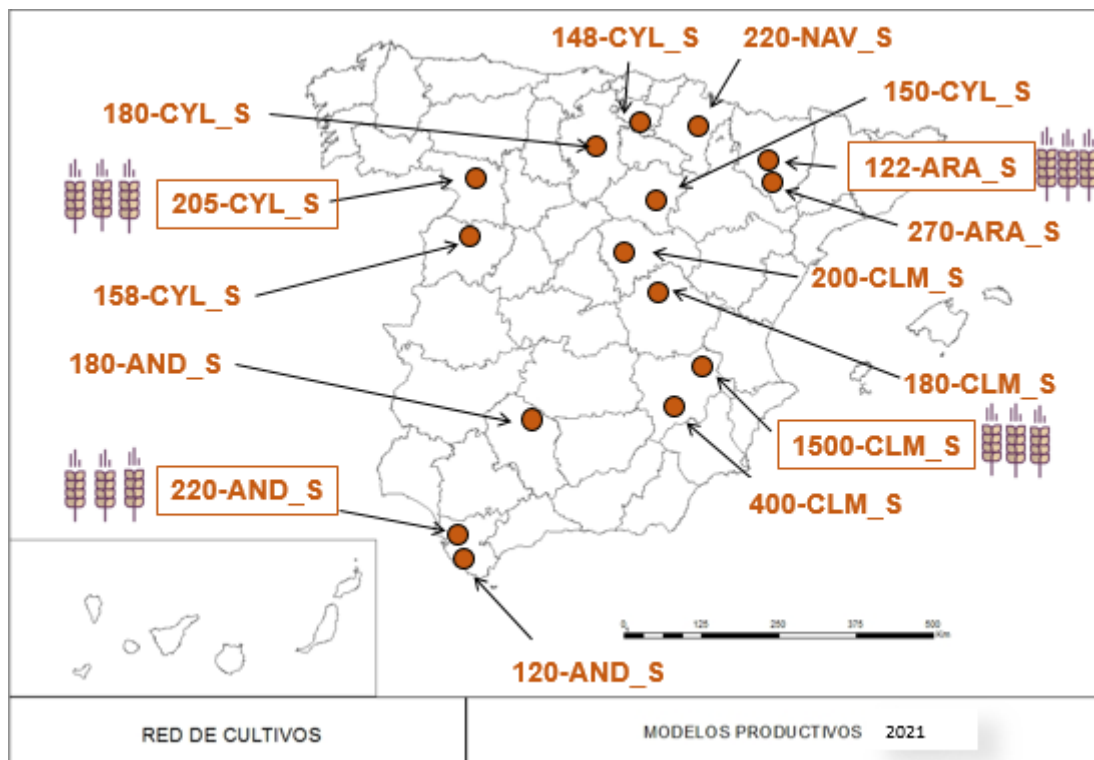 148-CYL_S
220-NAV_S
150-CYL_S
180-CYL_S
122-ARA_S
205-CYL_S
270-ARA_S
200-CLM_S
158-CYL_S
180-AND_S
180-CLM_S
1500-CLM_S
220-AND_S
400-CLM_S
0 125 250 375 500
Km
120-AND_S
RED DE CULTIVOS
MODELOS PRODUCTIVOS 2021